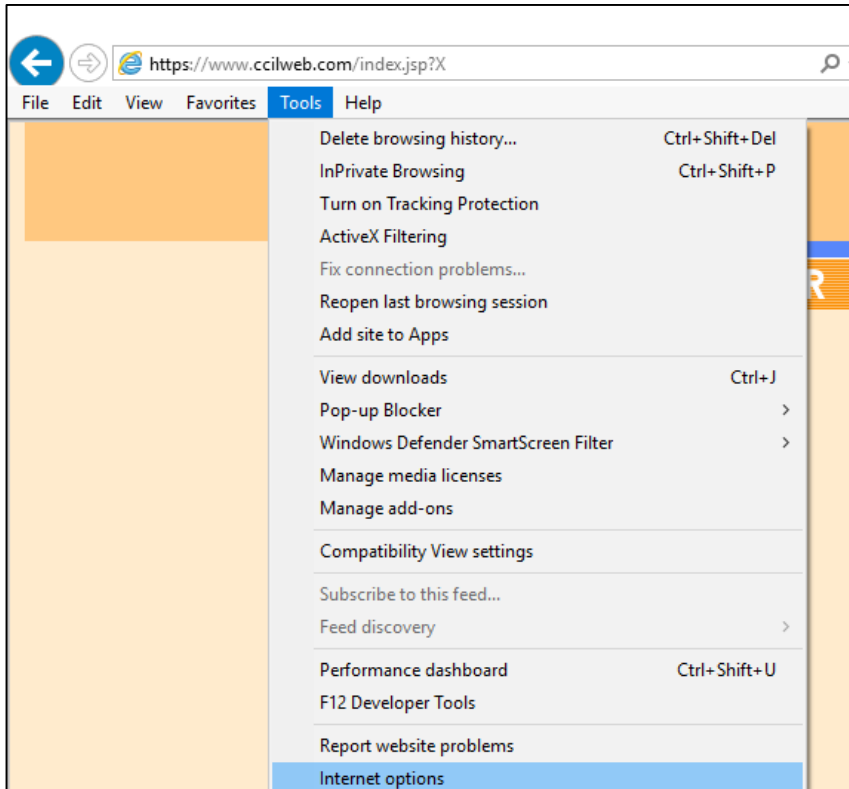 https://www.ccilweb.com/index.jsp?X
File Edit View Favorites Tools Help
Delete browsing history... Ctrl+Shift+Del
InPrivate Browsing Ctrl+Shift+P
Turn on Tracking Protection
ActiveX Filtering
Fix connection problems...
Reopen last browsing session
Add site to Apps
View downloads Ctrl+J
Pop-up Blocker
Windows Defender SmartScreen Filter
Manage media licenses
Manage add-ons
Compatibility View settings
Subscribe to this feed...
Feed discovery
Performance dashboard Ctrl+Shift+U
F12 Developer Tools
Report website problems
Internet options
R